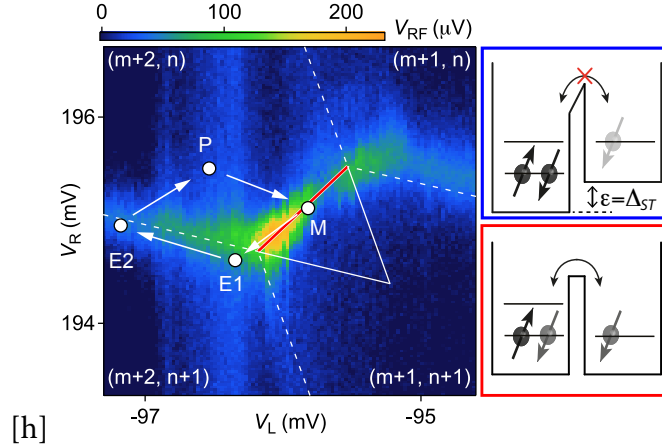 0 200
V_RF (μV)
(m+2, n) (m+1, n)
196
P
V_R (mV)
M
E2
E1
194
(m+2, n+1) (m+1, n+1)
-97 V_L (mV) -95
ε=Δ_ST
[h]